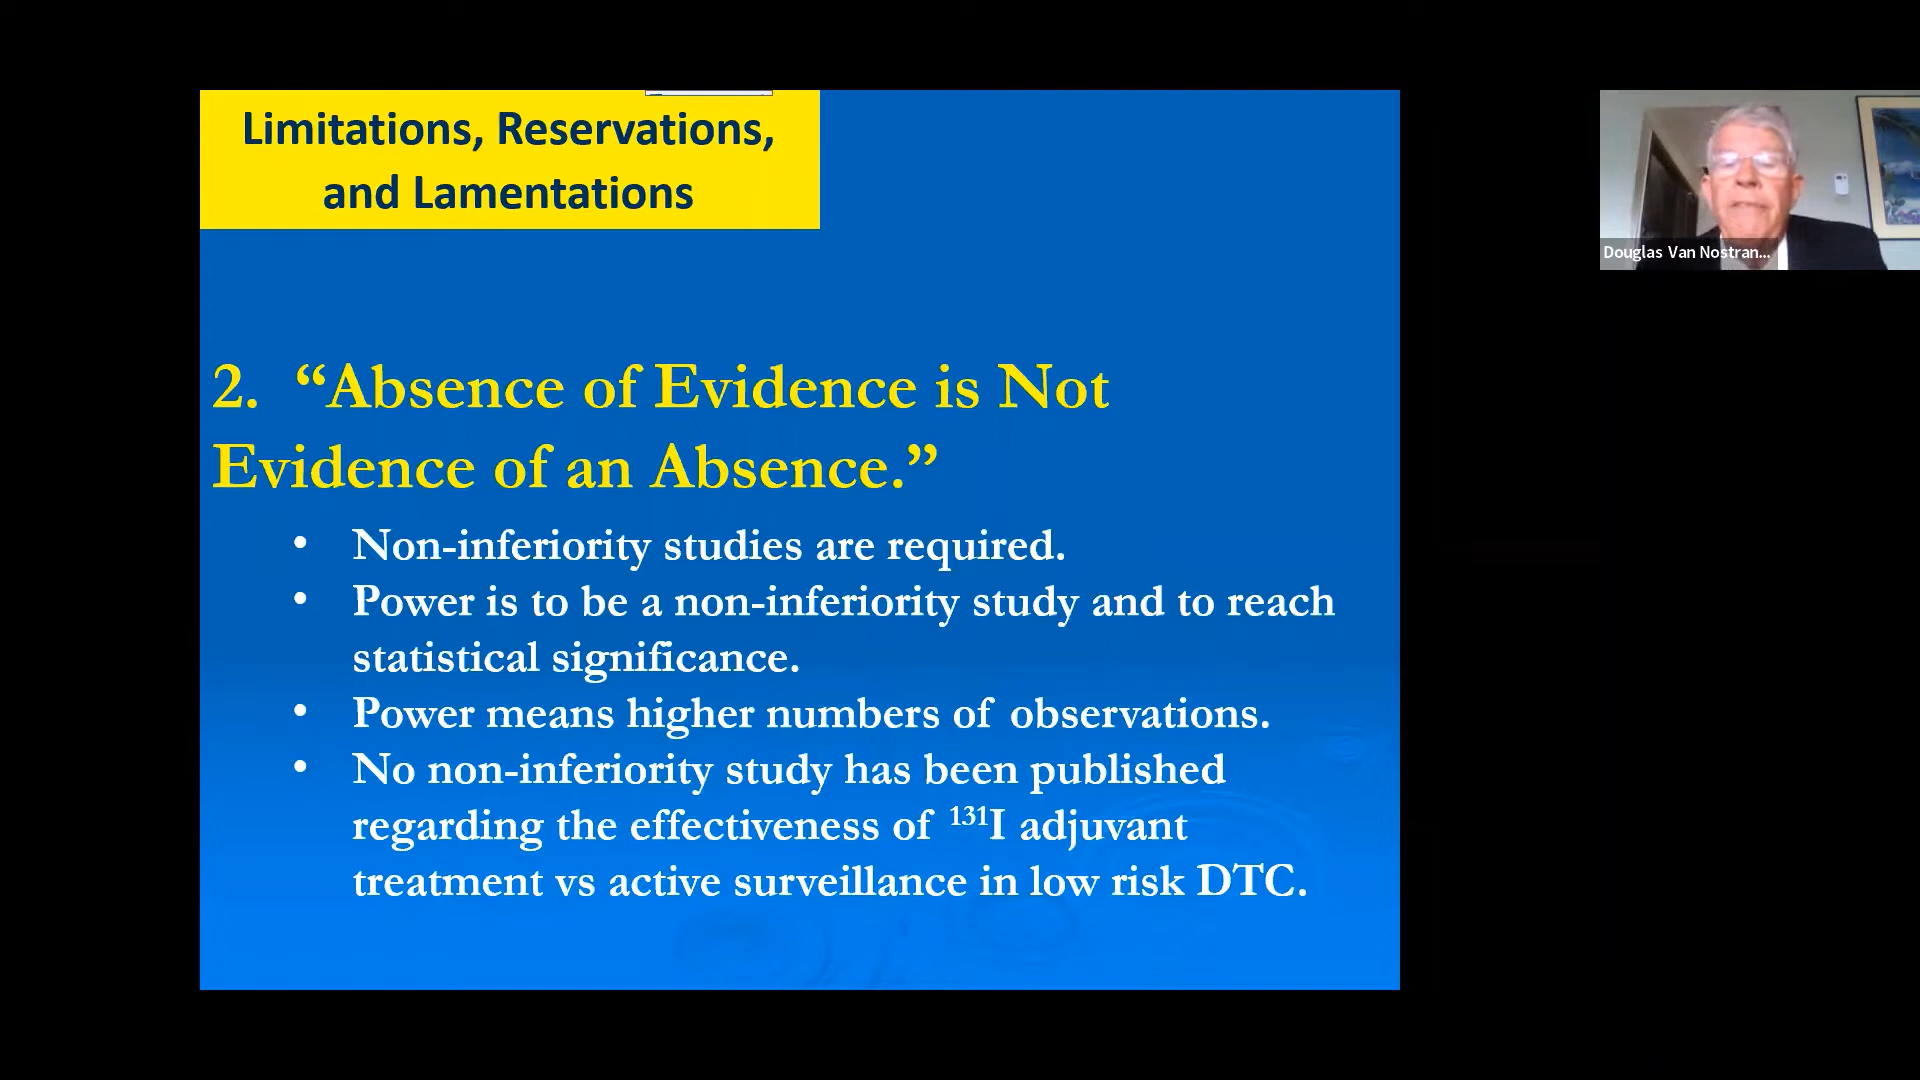 Limitations, Reservations,
and Lamentations
2. “Absence of Evidence is Not
Evidence of an Absence.”
• Non-inferiority studies are required.
• Power is to be a non-inferiority study and to reach
statistical significance.
• Power means higher numbers of observations.
• No non-inferiority study has been published
regarding the effectiveness of ¹³¹I adjuvant
treatment vs active surveillance in low risk DTC.
Douglas Van Nostran...